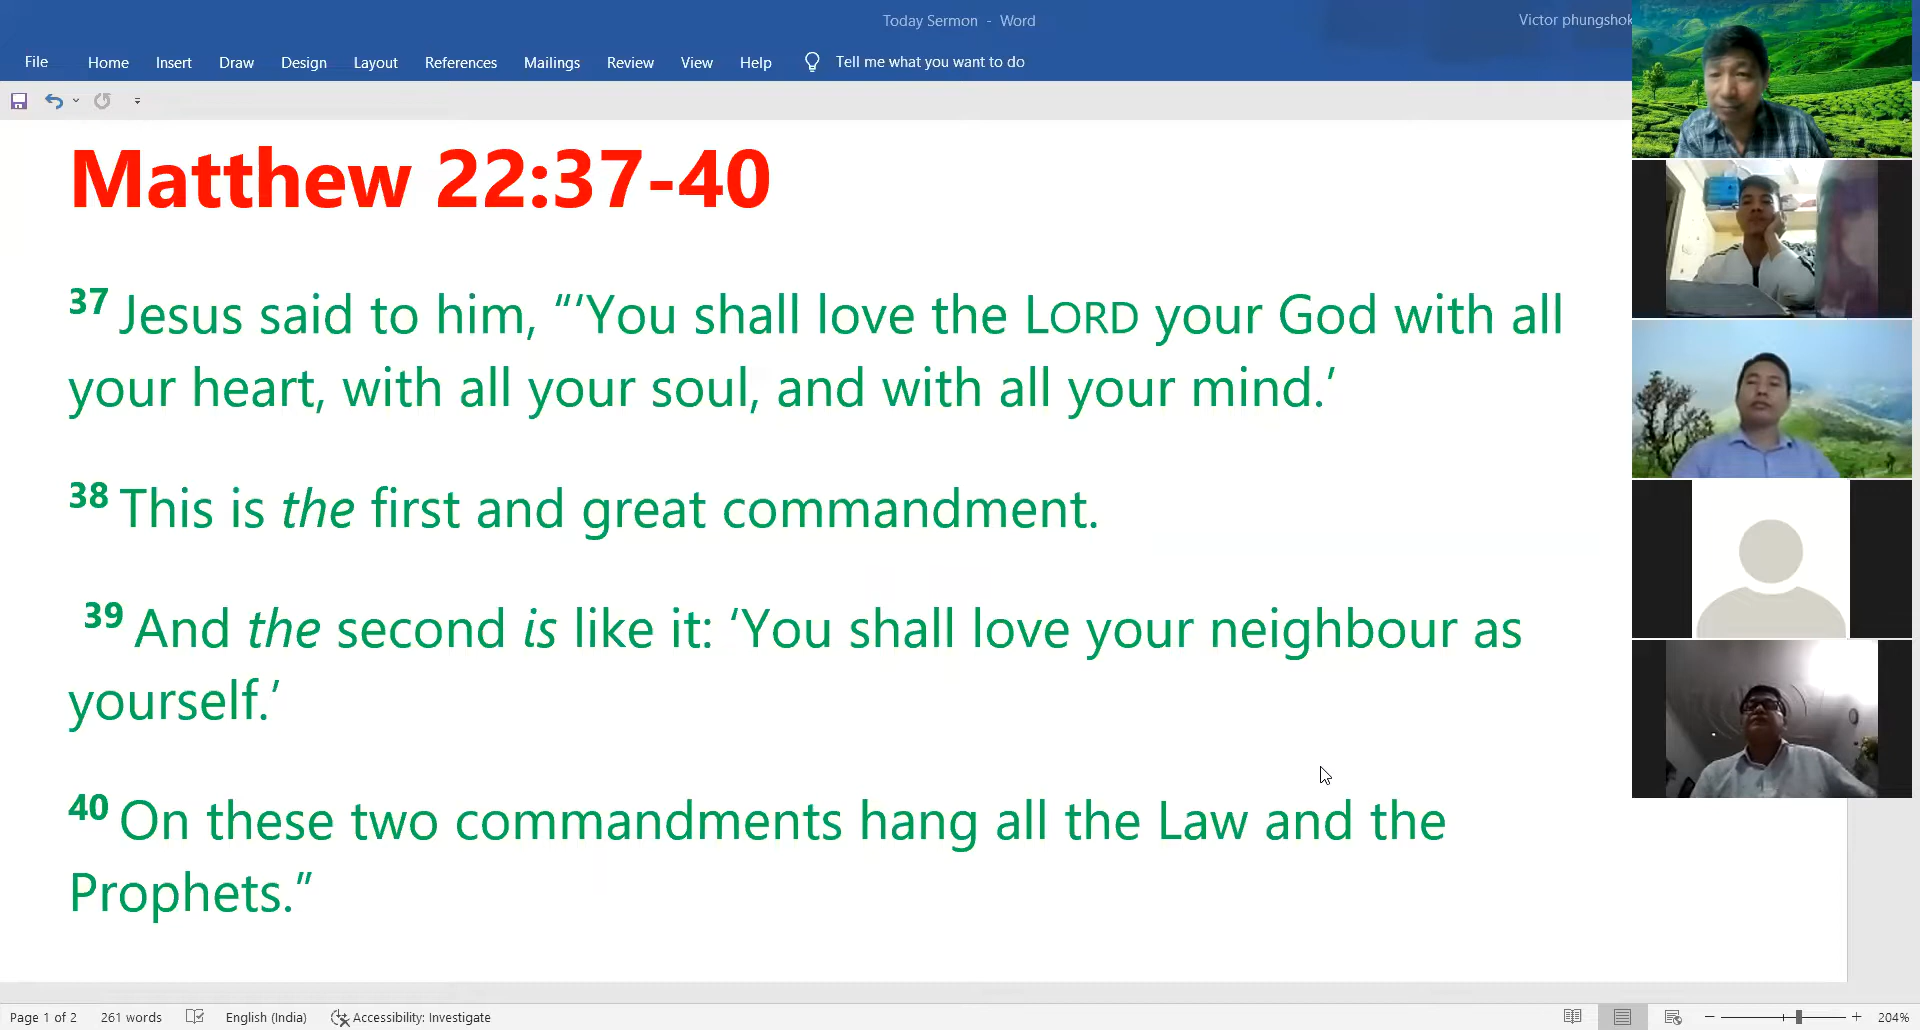 Today Sermon - Word
Victor phungshok
File Home Insert Draw Design Layout References Mailings Review View Help Tell me what you want to do
Matthew 22:37-40
37 Jesus said to him, “‘You shall love the LORD your God with all
your heart, with all your soul, and with all your mind.’
38 This is the first and great commandment.
39 And the second is like it: ‘You shall love your neighbour as
yourself.’
40 On these two commandments hang all the Law and the
Prophets.”
Page 1 of 2 261 words English (India) Accessibility: Investigate 204%